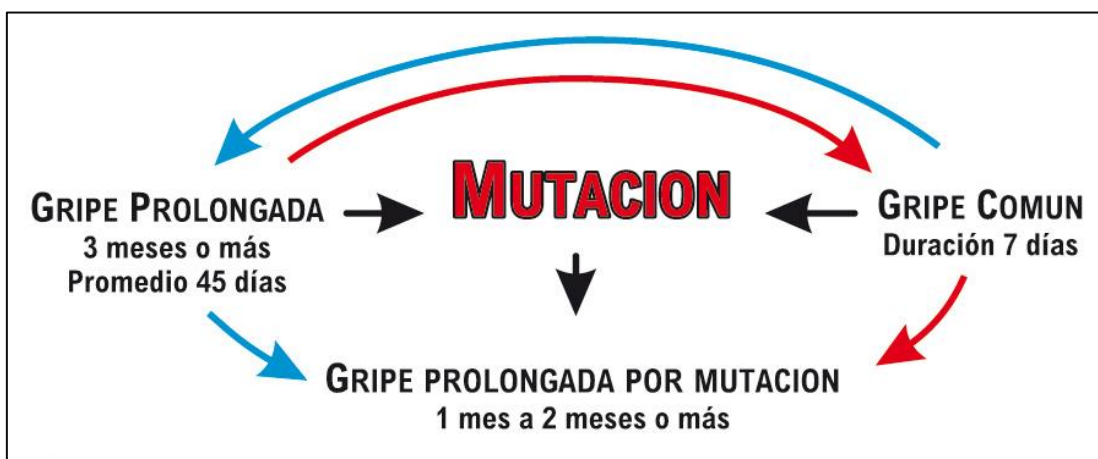 MUTACION
GRIPE PROLONGADA
3 meses o más
Promedio 45 días
GRIPE COMUN
Duración 7 días
GRIPE PROLONGADA POR MUTACION
1 mes a 2 meses o más